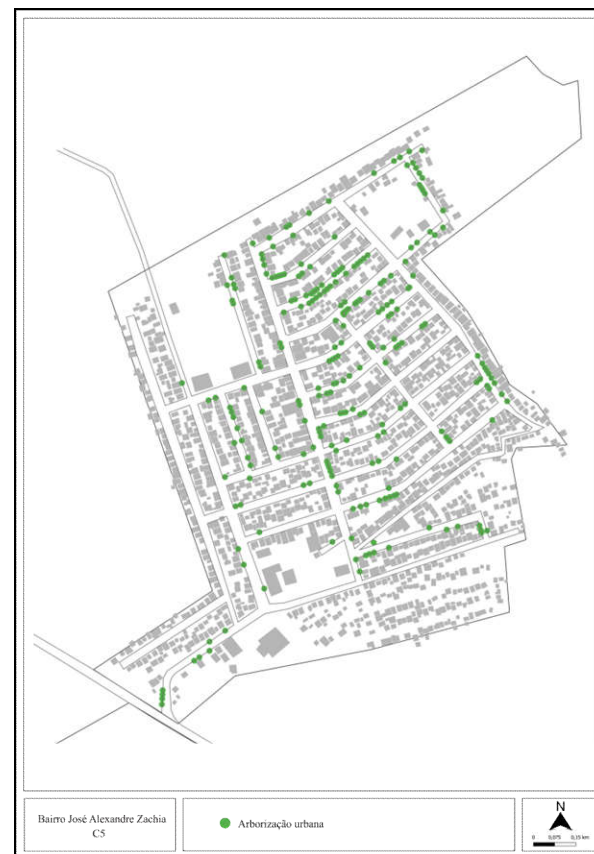 Bairro José Alexandre Zachia
C5
Arborização urbana
N
0 0,075 0,15 km